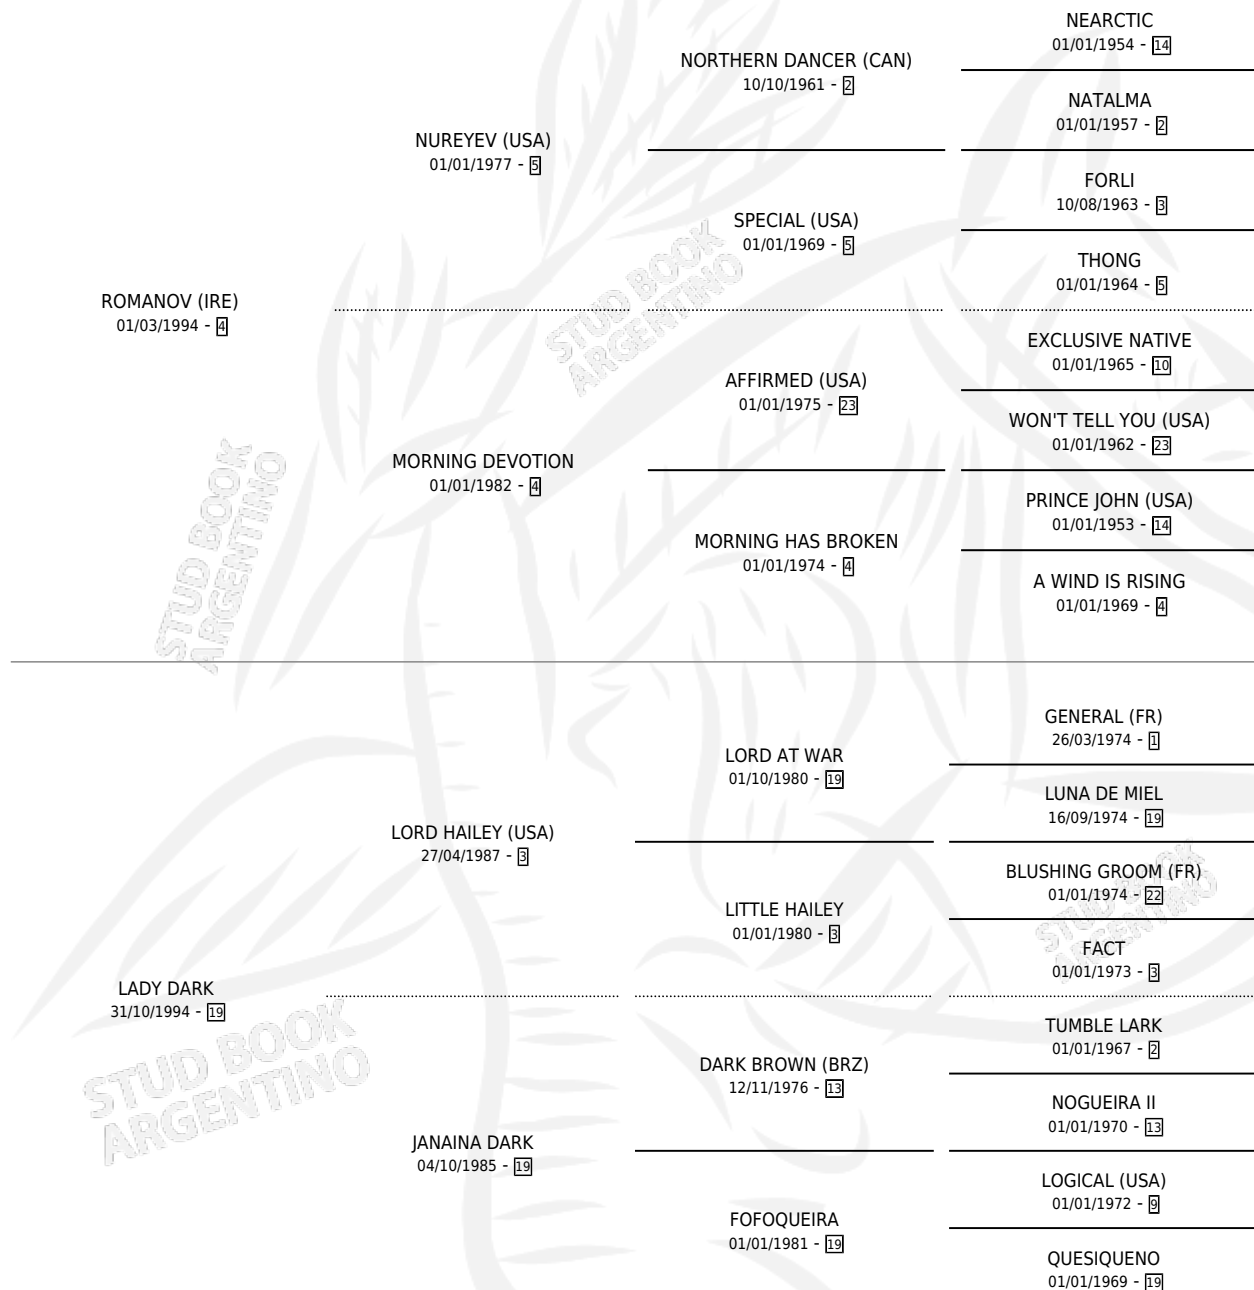 NEARCTIC
01/01/1954 - 14
NORTHERN DANCER (CAN)
10/10/1961 - 2
NATALMA
01/01/1957 - 2
NUREYEV (USA)
01/01/1977 - 5
FORLI
10/08/1963 - 3
SPECIAL (USA)
01/01/1969 - 5
THONG
01/01/1964 - 5
ROMANOV (IRE)
01/03/1994 - 4
EXCLUSIVE NATIVE
01/01/1965 - 10
AFFIRMED (USA)
01/01/1975 - 23
WON'T TELL YOU (USA)
01/01/1962 - 23
MORNING DEVOTION
01/01/1982 - 4
PRINCE JOHN (USA)
01/01/1953 - 14
MORNING HAS BROKEN
01/01/1974 - 4
A WIND IS RISING
01/01/1969 - 4
GENERAL (FR)
26/03/1974 - 1
LORD AT WAR
01/10/1980 - 19
LUNA DE MIEL
16/09/1974 - 19
LORD HAILEY (USA)
27/04/1987 - 3
BLUSHING GROOM (FR)
01/01/1974 - 22
LITTLE HAILEY
01/01/1980 - 3
FACT
01/01/1973 - 3
LADY DARK
31/10/1994 - 19
TUMBLE LARK
01/01/1967 - 2
DARK BROWN (BRZ)
12/11/1976 - 13
NOGUEIRA II
01/01/1970 - 13
JANAINA DARK
04/10/1985 - 19
LOGICAL (USA)
01/01/1972 - 9
FOFOQUEIRA
01/01/1981 - 19
QUESIQUENO
01/01/1969 - 19
STUD BOOK
ARGENTINO
STUD BOOK
ARGENTINO
STUD BOOK
ARGENTINO
STUD BOOK
ARGENTINO